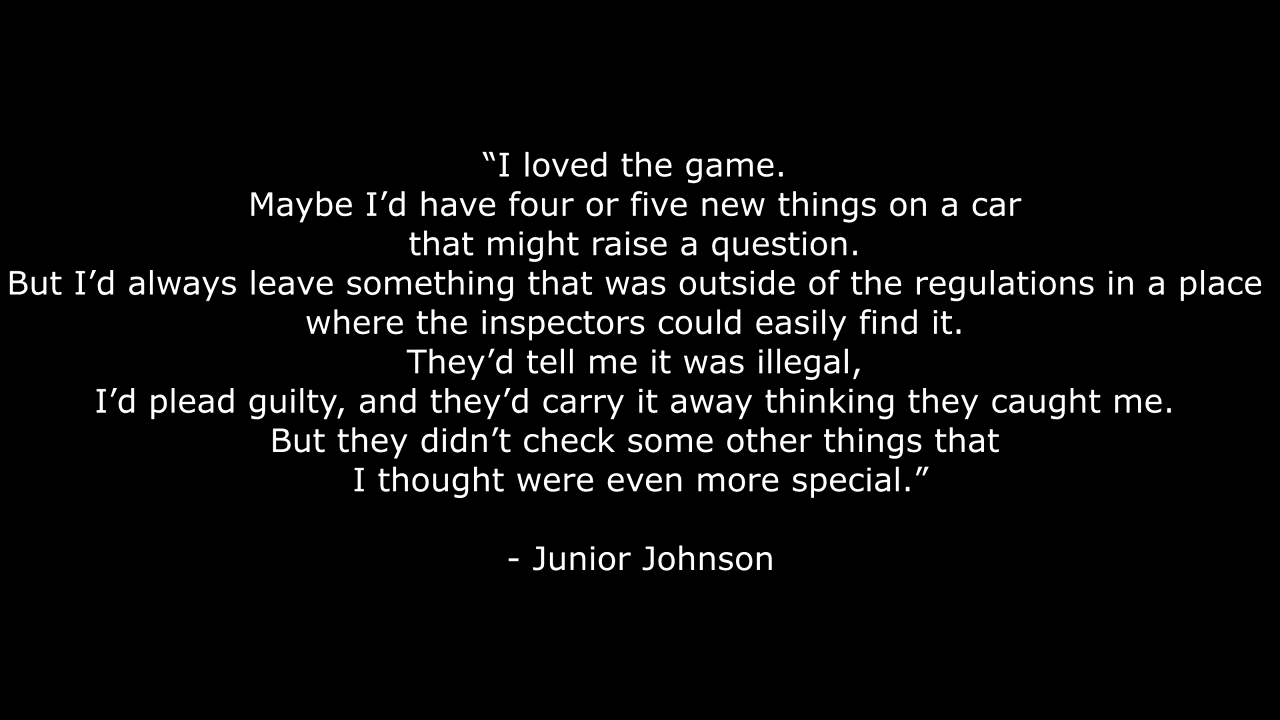 “I loved the game.
Maybe I’d have four or five new things on a car
that might raise a question.
But I’d always leave something that was outside of the regulations in a place
where the inspectors could easily find it.
They’d tell me it was illegal,
I’d plead guilty, and they’d carry it away thinking they caught me.
But they didn’t check some other things that
I thought were even more special.”
- Junior Johnson